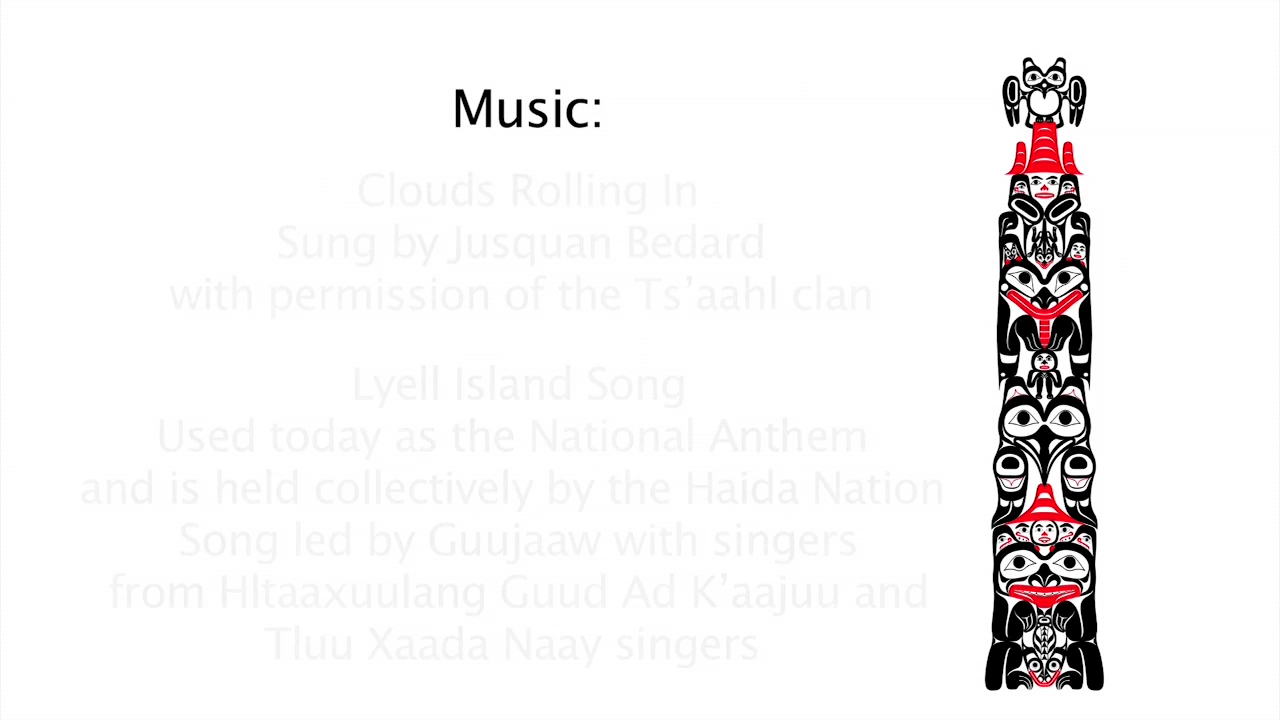 Music:
Clouds Rolling In
Sung by Jusquan Bedard
with permission of the Ts’aahl clan
Lyell Island Song
Used today as the National Anthem
and is held collectively by the Haida Nation
Song led by Guujaaw with singers
from Hltaaxuulang Guud Ad K’aajuu and
Tluu Xaada Naay singers